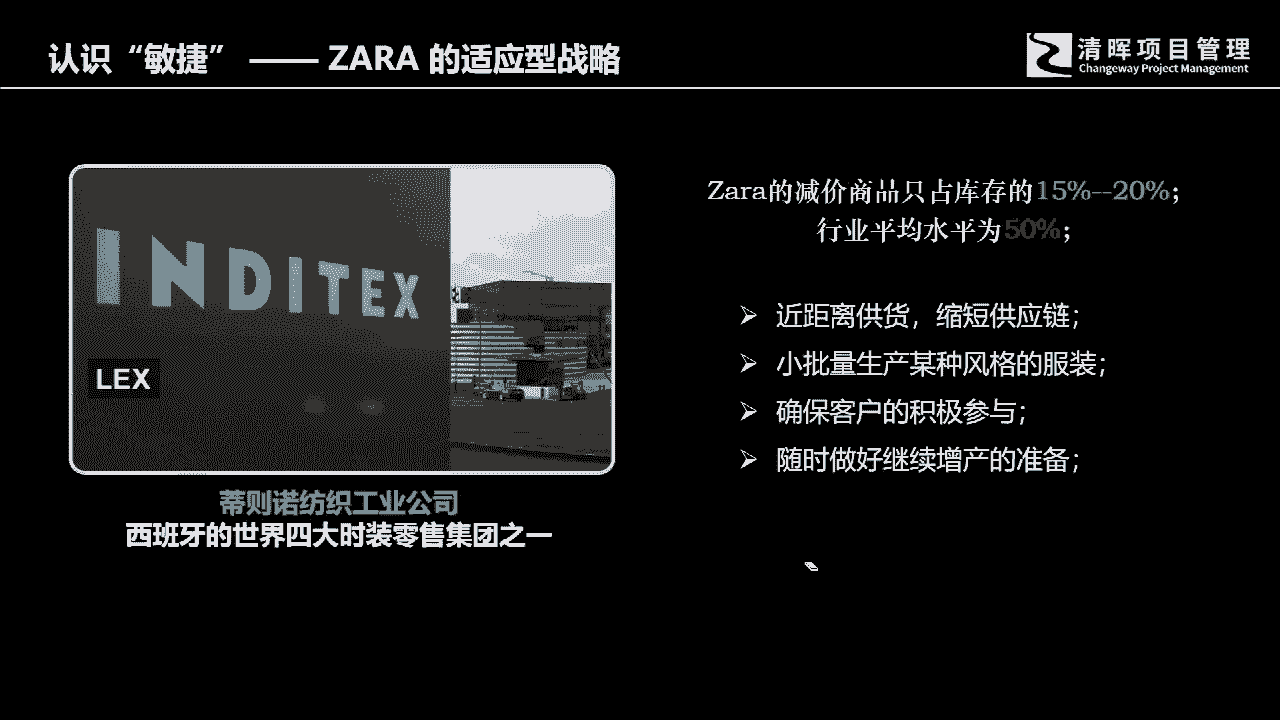 认识“敏捷” —— ZARA 的适应型战略
清晖项目管理
Changeway Project Management
INDITEX
LEX
蒂则诺纺织工业公司
西班牙的世界四大时装零售集团之一
Zara的减价商品只占库存的15%--20%;
行业平均水平为50%;
➢ 近距离供货，缩短供应链;
➢ 小批量生产某种风格的服装;
➢ 确保客户的积极参与;
➢ 随时做好继续增产的准备;